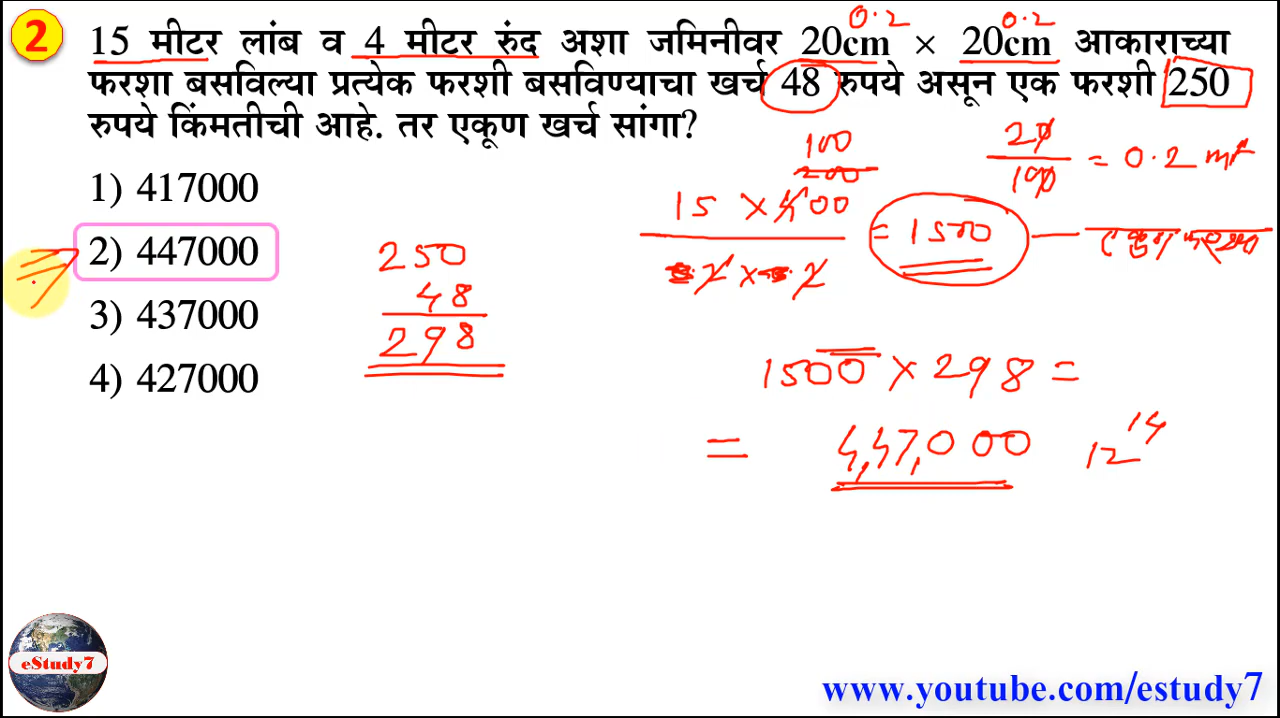 2
0.2 0.2
15 मीटर लांब व 4 मीटर रुंद अशा जमिनीवर 20cm × 20cm आकाराच्या
फरशा बसविल्या प्रत्येक फरशी बसविण्याचा खर्च 48 रुपये असून एक फरशी 250
रुपये किंमतीची आहे. तर एकूण खर्च सांगा?
1) 417000
2) 447000
3) 437000
4) 427000
250
48
298
100
200
15 × 400
2 × 2
= 1500
20
100
= 0.2
1500 × 298 =
= 4,47,000
12 14
eStudy7
www.youtube.com/estudy7